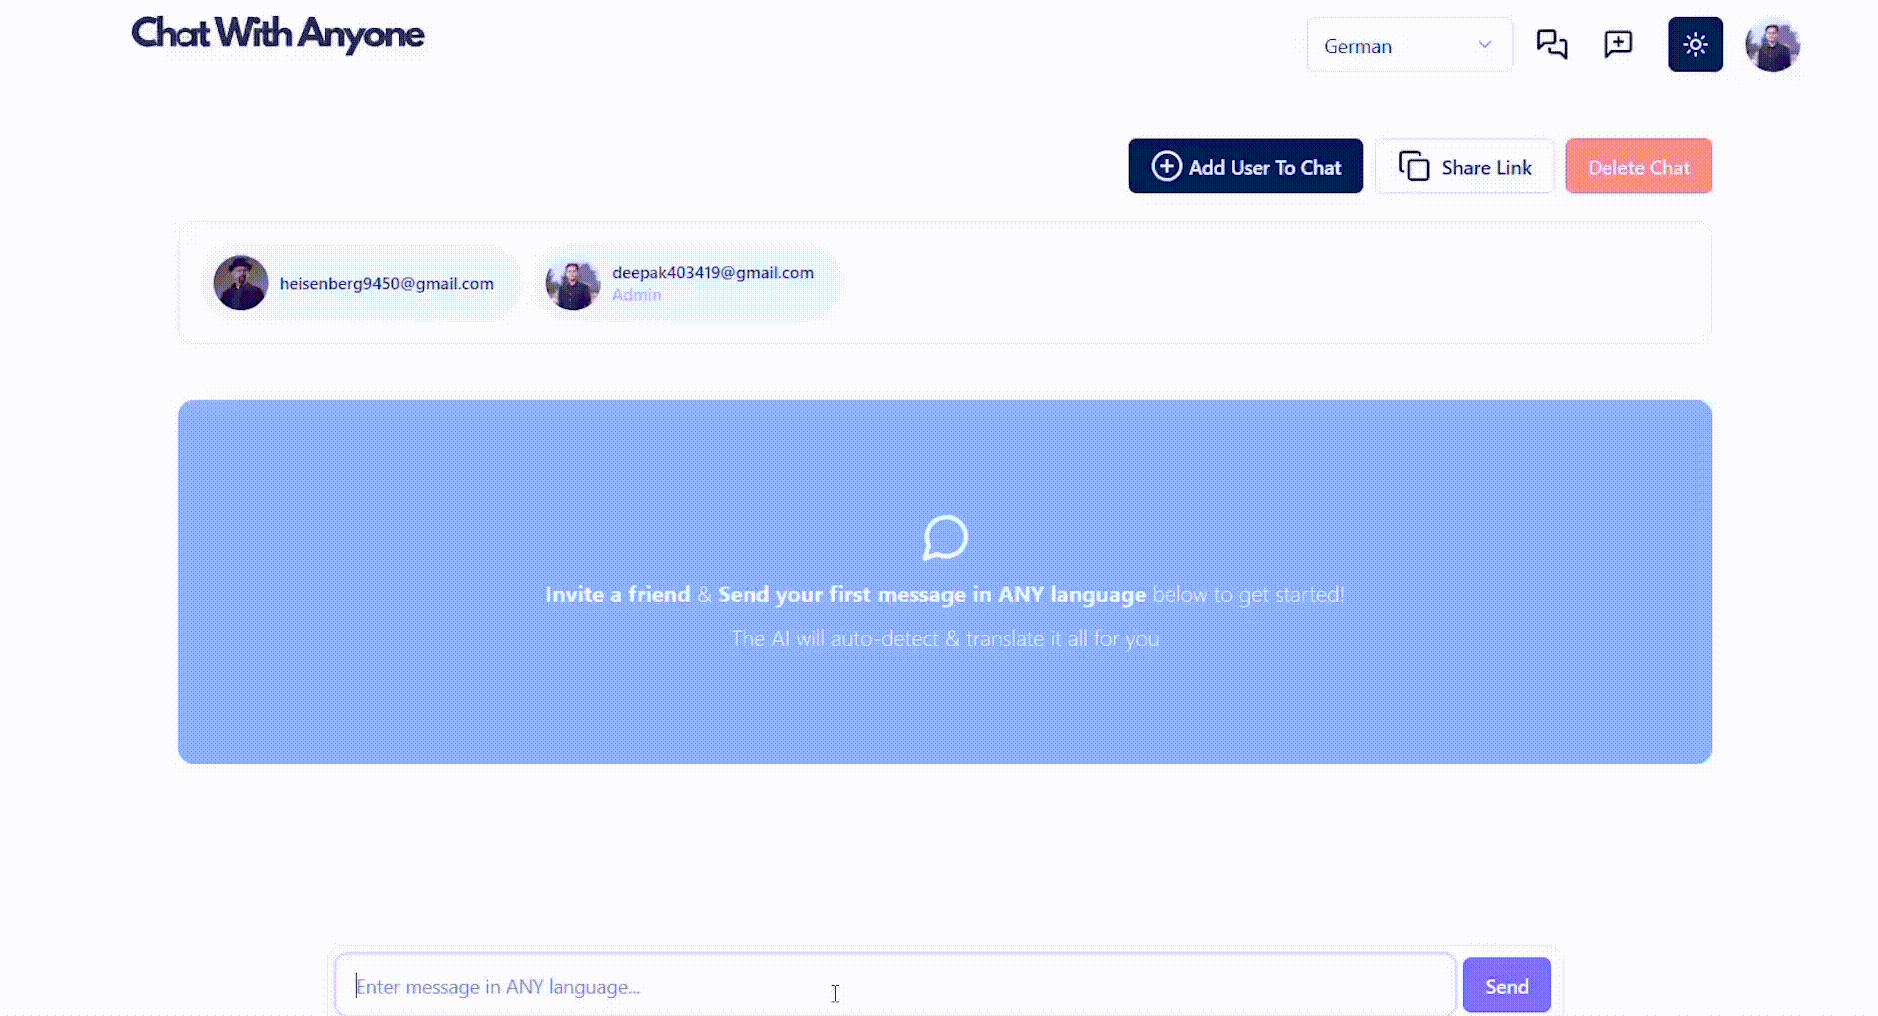 Chat With Anyone
German
Add User To Chat
Share Link
Delete Chat
heisenberg9450@gmail.com
deepak403419@gmail.com
Admin
Invite a friend & Send your first message in ANY language below to get started!
The AI will auto-detect & translate it all for you
Enter message in ANY language...
Send